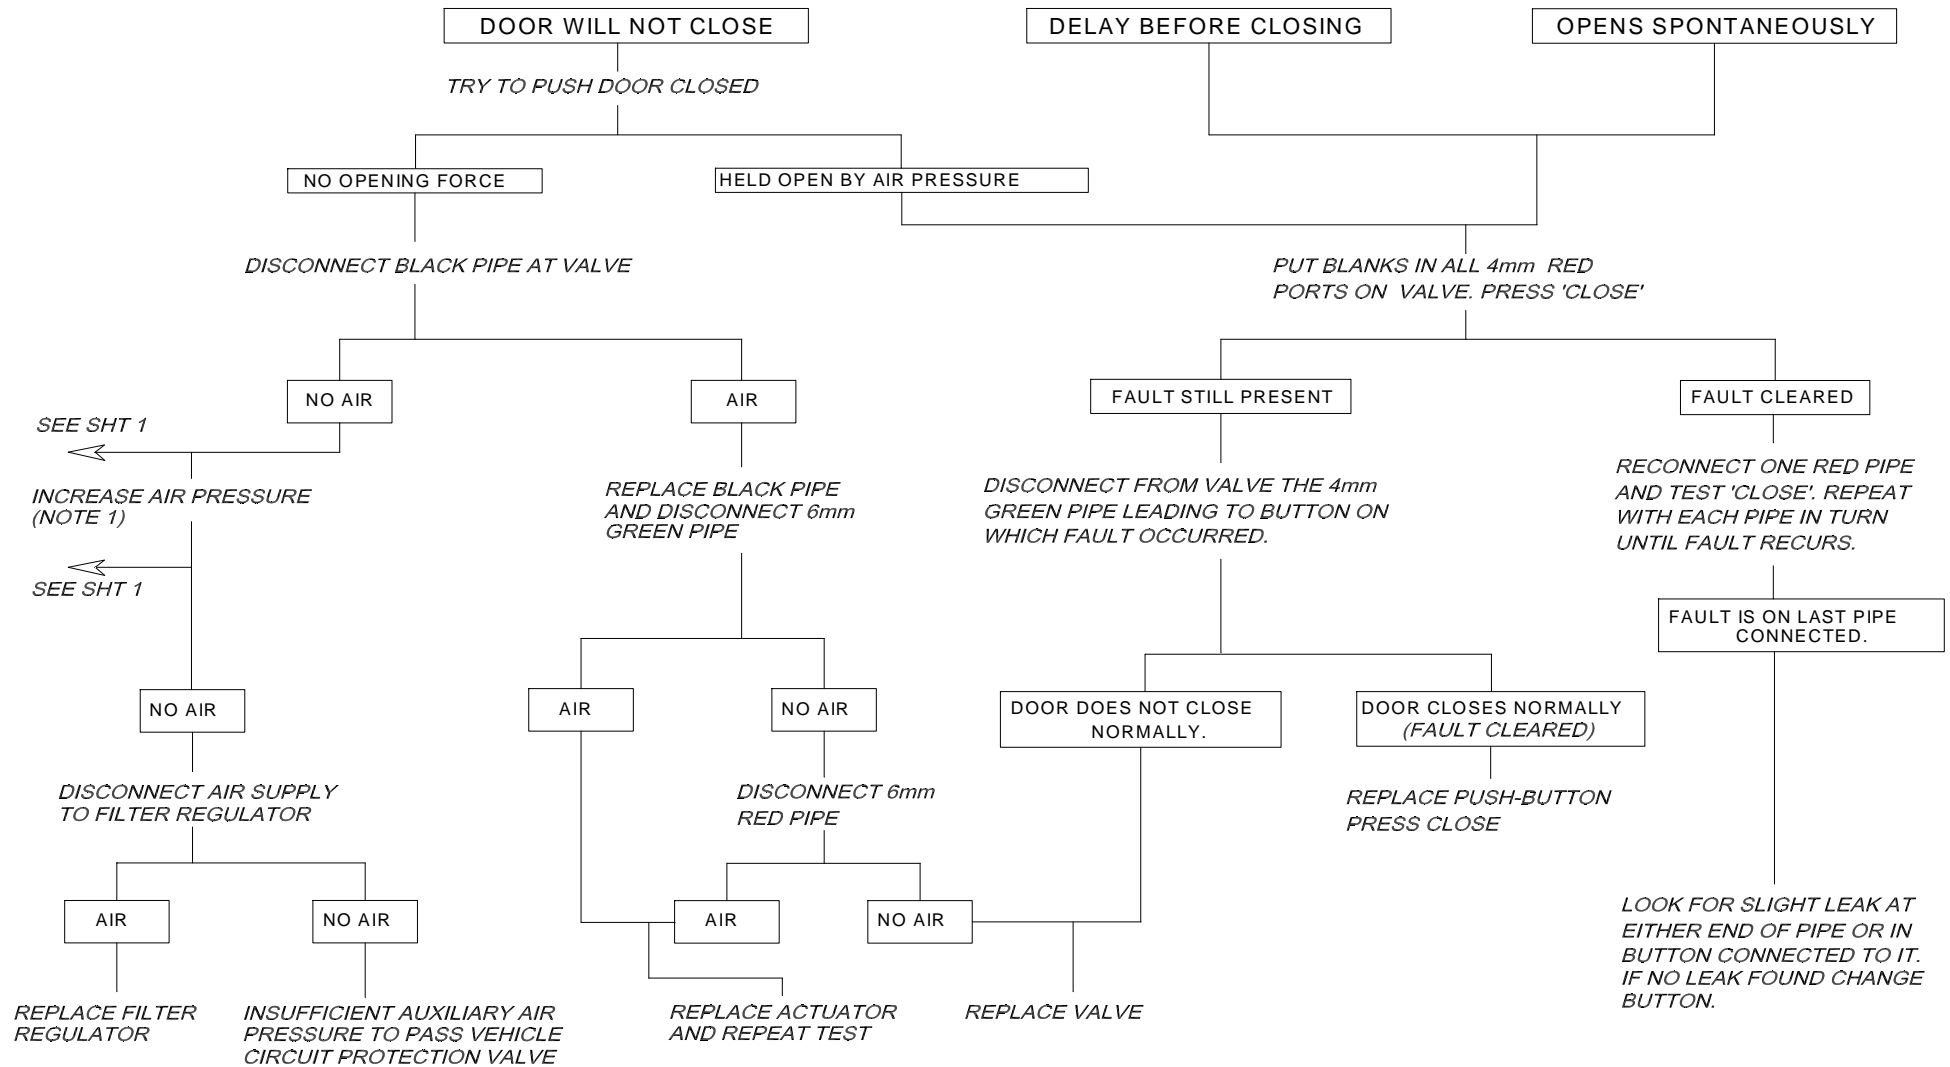 DOOR WILL NOT CLOSE
DELAY BEFORE CLOSING
OPENS SPONTANEOUSLY
TRY TO PUSH DOOR CLOSED
NO OPENING FORCE
HELD OPEN BY AIR PRESSURE
DISCONNECT BLACK PIPE AT VALVE
PUT BLANKS IN ALL 4mm RED
PORTS ON VALVE. PRESS 'CLOSE'
NO AIR
AIR
FAULT STILL PRESENT
FAULT CLEARED
SEE SHT 1
INCREASE AIR PRESSURE
(NOTE 1)
SEE SHT 1
REPLACE BLACK PIPE
AND DISCONNECT 6mm
GREEN PIPE
DISCONNECT FROM VALVE THE 4mm
GREEN PIPE LEADING TO BUTTON ON
WHICH FAULT OCCURRED.
RECONNECT ONE RED PIPE
AND TEST 'CLOSE'. REPEAT
WITH EACH PIPE IN TURN
UNTIL FAULT RECURS.
FAULT IS ON LAST PIPE
CONNECTED.
NO AIR
AIR
NO AIR
DOOR DOES NOT CLOSE
NORMALLY.
DOOR CLOSES NORMALLY
(FAULT CLEARED)
DISCONNECT AIR SUPPLY
TO FILTER REGULATOR
DISCONNECT 6mm
RED PIPE
REPLACE PUSH-BUTTON
PRESS CLOSE
AIR
NO AIR
AIR
NO AIR
LOOK FOR SLIGHT LEAK AT
EITHER END OF PIPE OR IN
BUTTON CONNECTED TO IT.
IF NO LEAK FOUND CHANGE
BUTTON.
REPLACE FILTER
REGULATOR
INSUFFICIENT AUXILIARY AIR
PRESSURE TO PASS VEHICLE
CIRCUIT PROTECTION VALVE
REPLACE ACTUATOR
AND REPEAT TEST
REPLACE VALVE